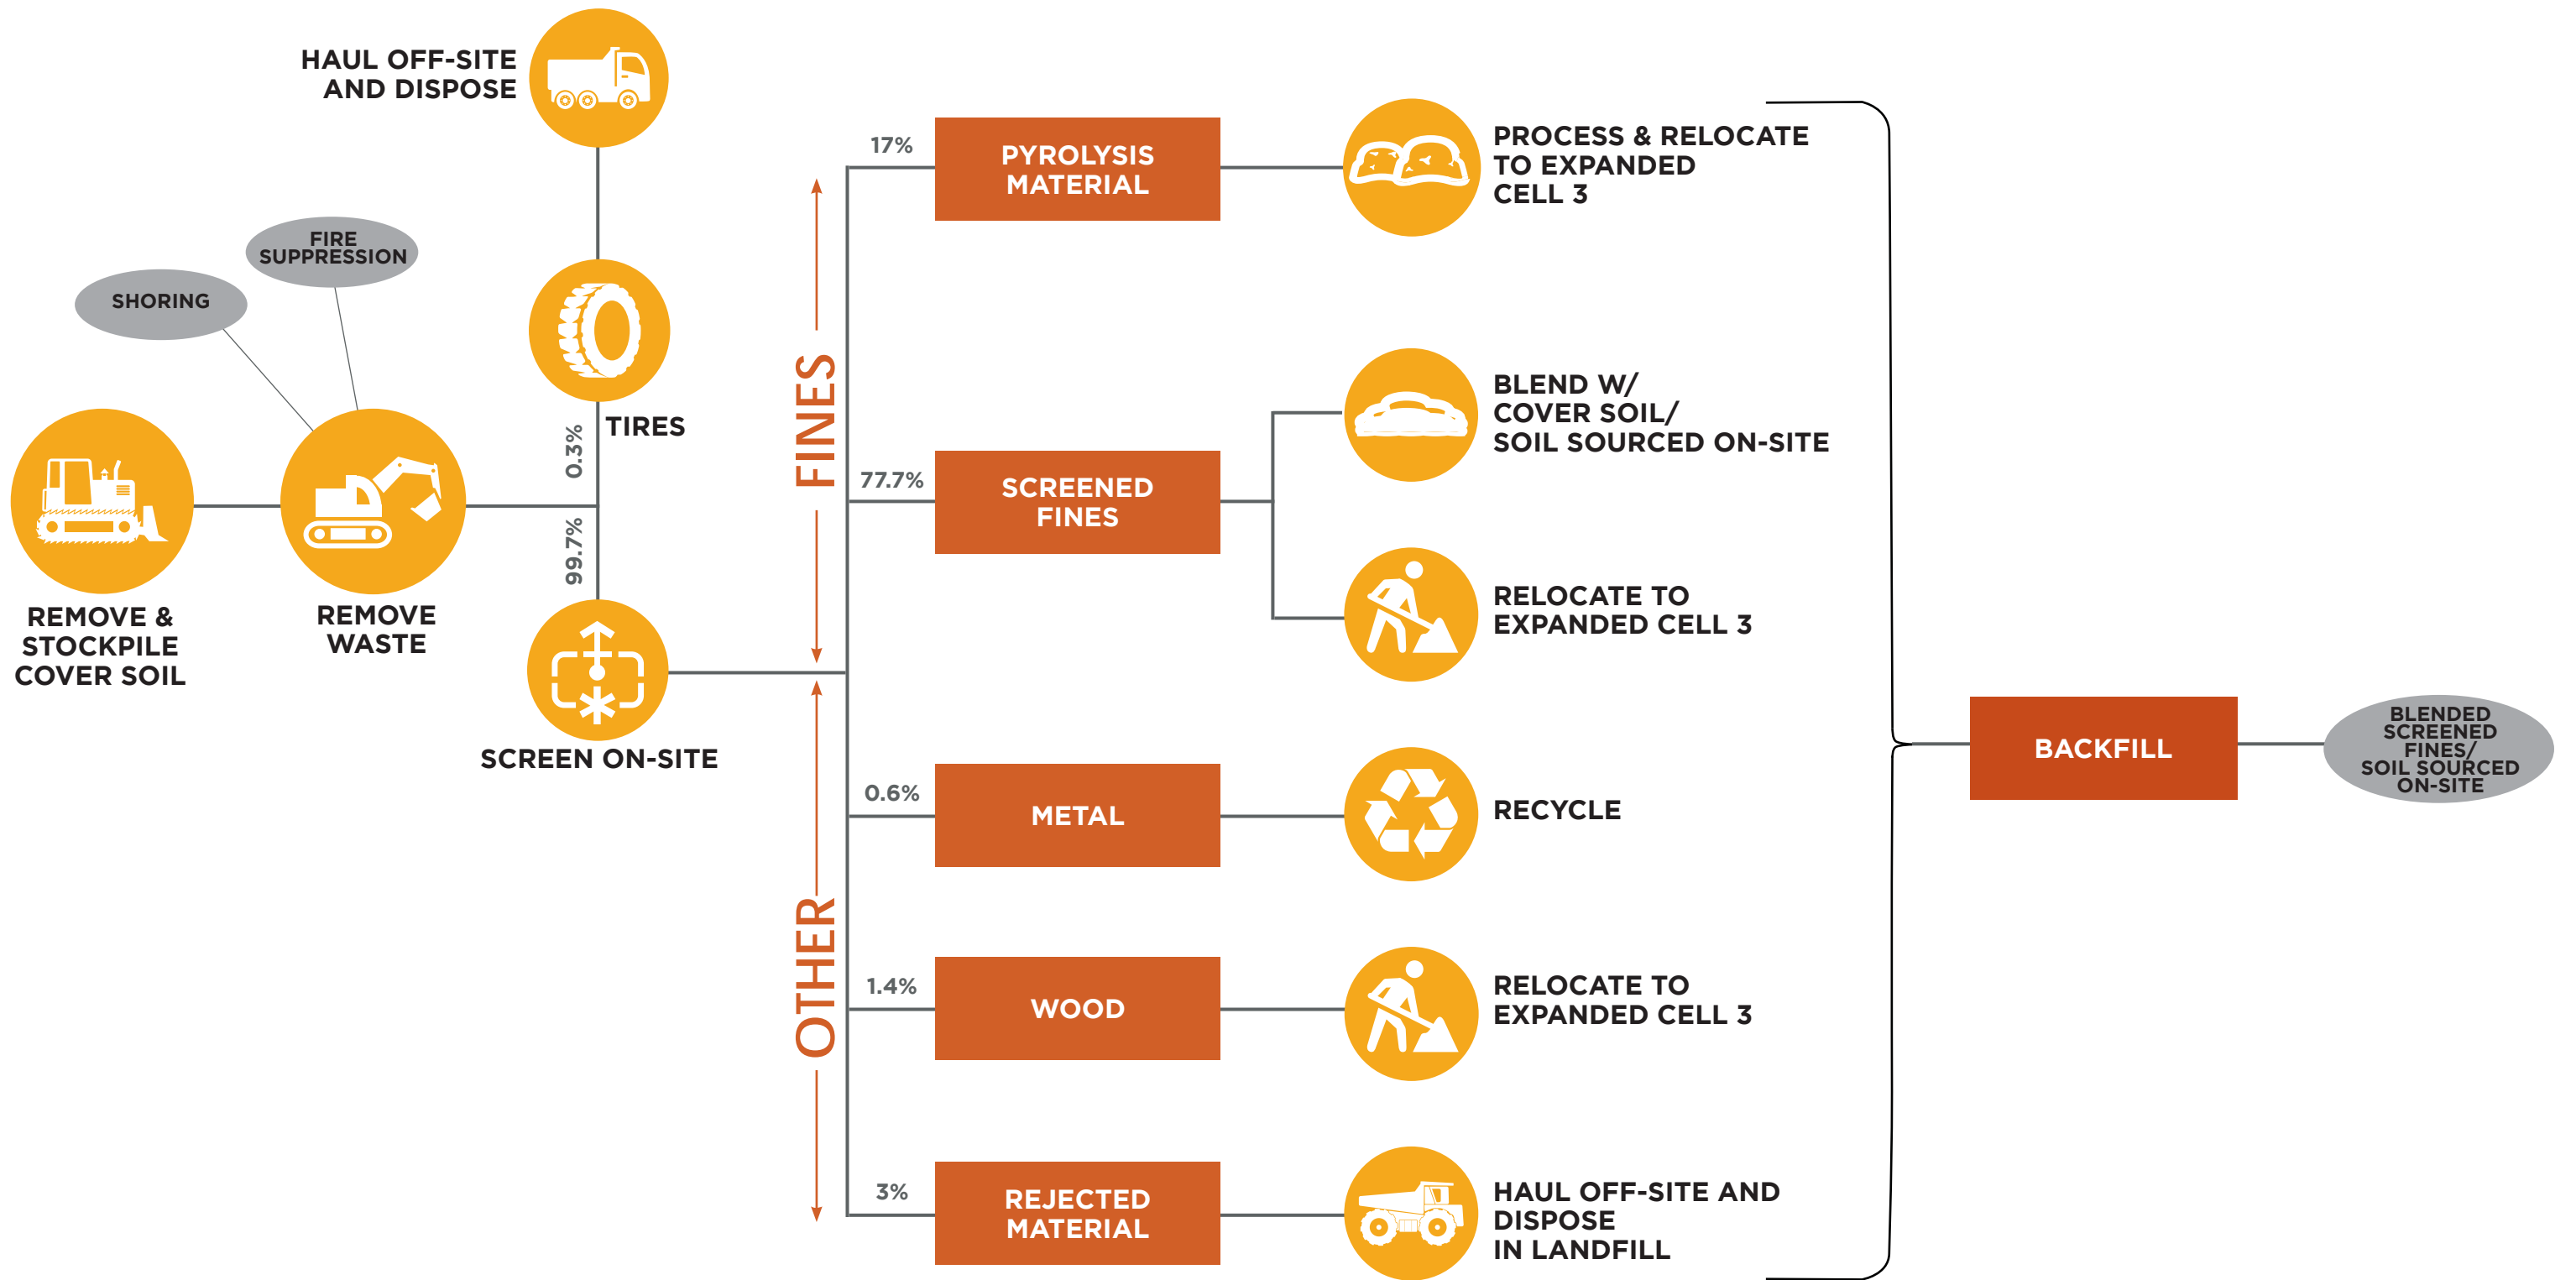 HAUL OFF-SITE
AND DISPOSE
FIRE
SUPPRESSION
SHORING
TIRES
0.3%
99.7%
REMOVE &
STOCKPILE
COVER SOIL
REMOVE
WASTE
SCREEN ON-SITE
FINES
OTHER
17%
PYROLYSIS
MATERIAL
PROCESS & RELOCATE
TO EXPANDED
CELL 3
77.7%
SCREENED
FINES
BLEND W/
COVER SOIL/
SOIL SOURCED ON-SITE
RELOCATE TO
EXPANDED CELL 3
0.6%
METAL
RECYCLE
1.4%
WOOD
RELOCATE TO
EXPANDED CELL 3
3%
REJECTED
MATERIAL
HAUL OFF-SITE AND
DISPOSE
IN LANDFILL
BACKFILL
BLENDED
SCREENED
FINES/
SOIL SOURCED
ON-SITE